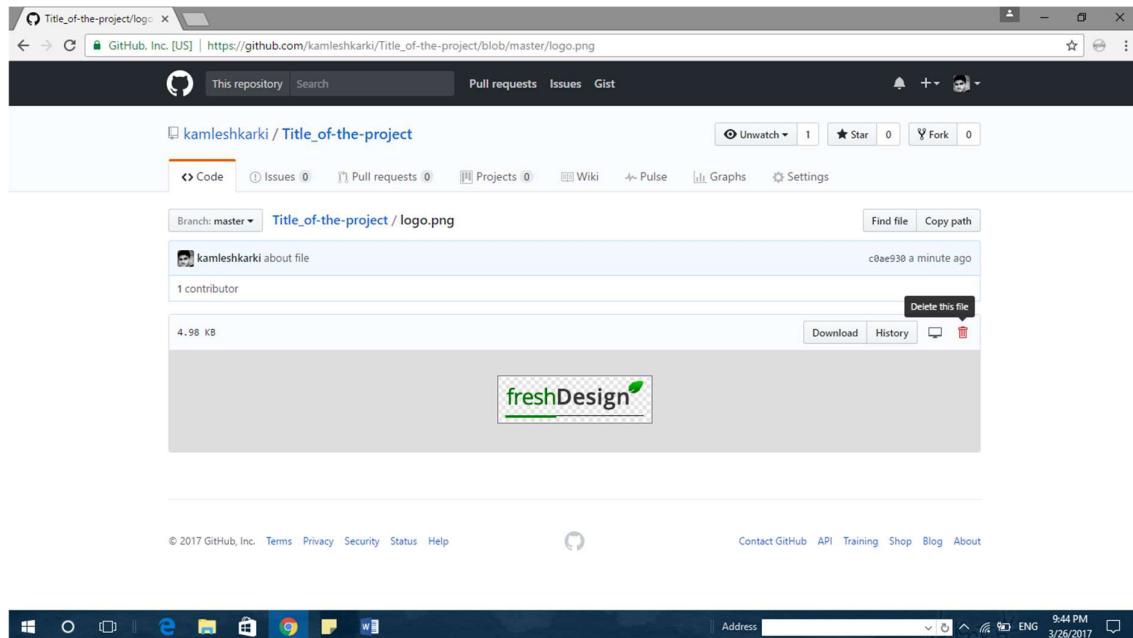 Title_of-the-project/logo
GitHub, Inc. [US] | https://github.com/kamleshkarki/Title_of-the-project/blob/master/logo.png
This repository Search Pull requests Issues Gist
kamleshkarki / Title_of-the-project Unwatch 1 Star 0 Fork 0
Code Issues 0 Pull requests 0 Projects 0 Wiki Pulse Graphs Settings
Branch: master Title_of-the-project / logo.png Find file Copy path
kamleshkarki about file c0ae930 a minute ago
1 contributor
Delete this file
4.98 KB Download History
freshDesign
© 2017 GitHub, Inc. Terms Privacy Security Status Help Contact GitHub API Training Shop Blog About
Address ENG 9:44 PM
3/26/2017